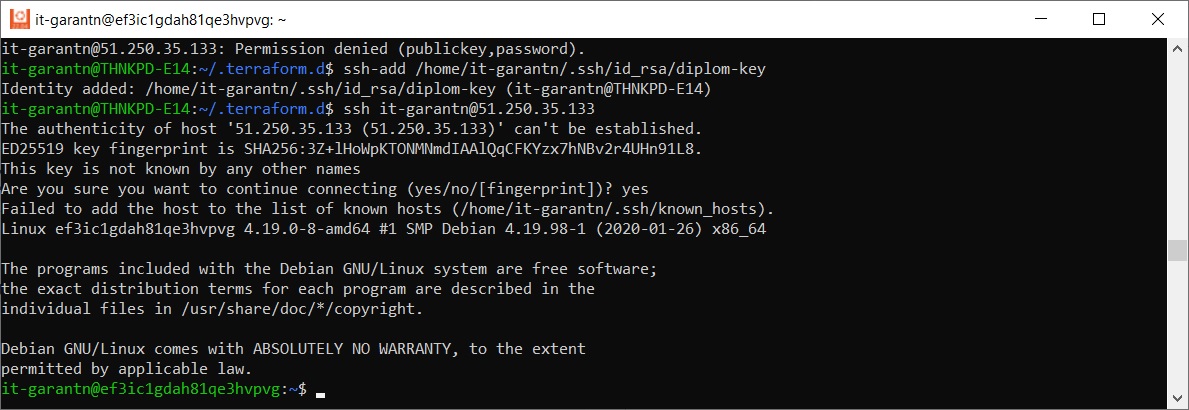 it-garantn@ef3ic1gdah81qe3hvpvg: ~
it-garantn@51.250.35.133: Permission denied (publickey,password).
it-garantn@THNKPD-E14:~/.terraform.d$ ssh-add /home/it-garantn/.ssh/id_rsa/diplom-key
Identity added: /home/it-garantn/.ssh/id_rsa/diplom-key (it-garantn@THNKPD-E14)
it-garantn@THNKPD-E14:~/.terraform.d$ ssh it-garantn@51.250.35.133
The authenticity of host '51.250.35.133 (51.250.35.133)' can't be established.
ED25519 key fingerprint is SHA256:3Z+lHoWpKTONMNmdIAAlQqCFKYzx7hNBv2r4UHn91L8.
This key is not known by any other names
Are you sure you want to continue connecting (yes/no/[fingerprint])? yes
Failed to add the host to the list of known hosts (/home/it-garantn/.ssh/known_hosts).
Linux ef3ic1gdah81qe3hvpvg 4.19.0-8-amd64 #1 SMP Debian 4.19.98-1 (2020-01-26) x86_64
The programs included with the Debian GNU/Linux system are free software;
the exact distribution terms for each program are described in the
individual files in /usr/share/doc/*/copyright.
Debian GNU/Linux comes with ABSOLUTELY NO WARRANTY, to the extent
permitted by applicable law.
it-garantn@ef3ic1gdah81qe3hvpvg:~$